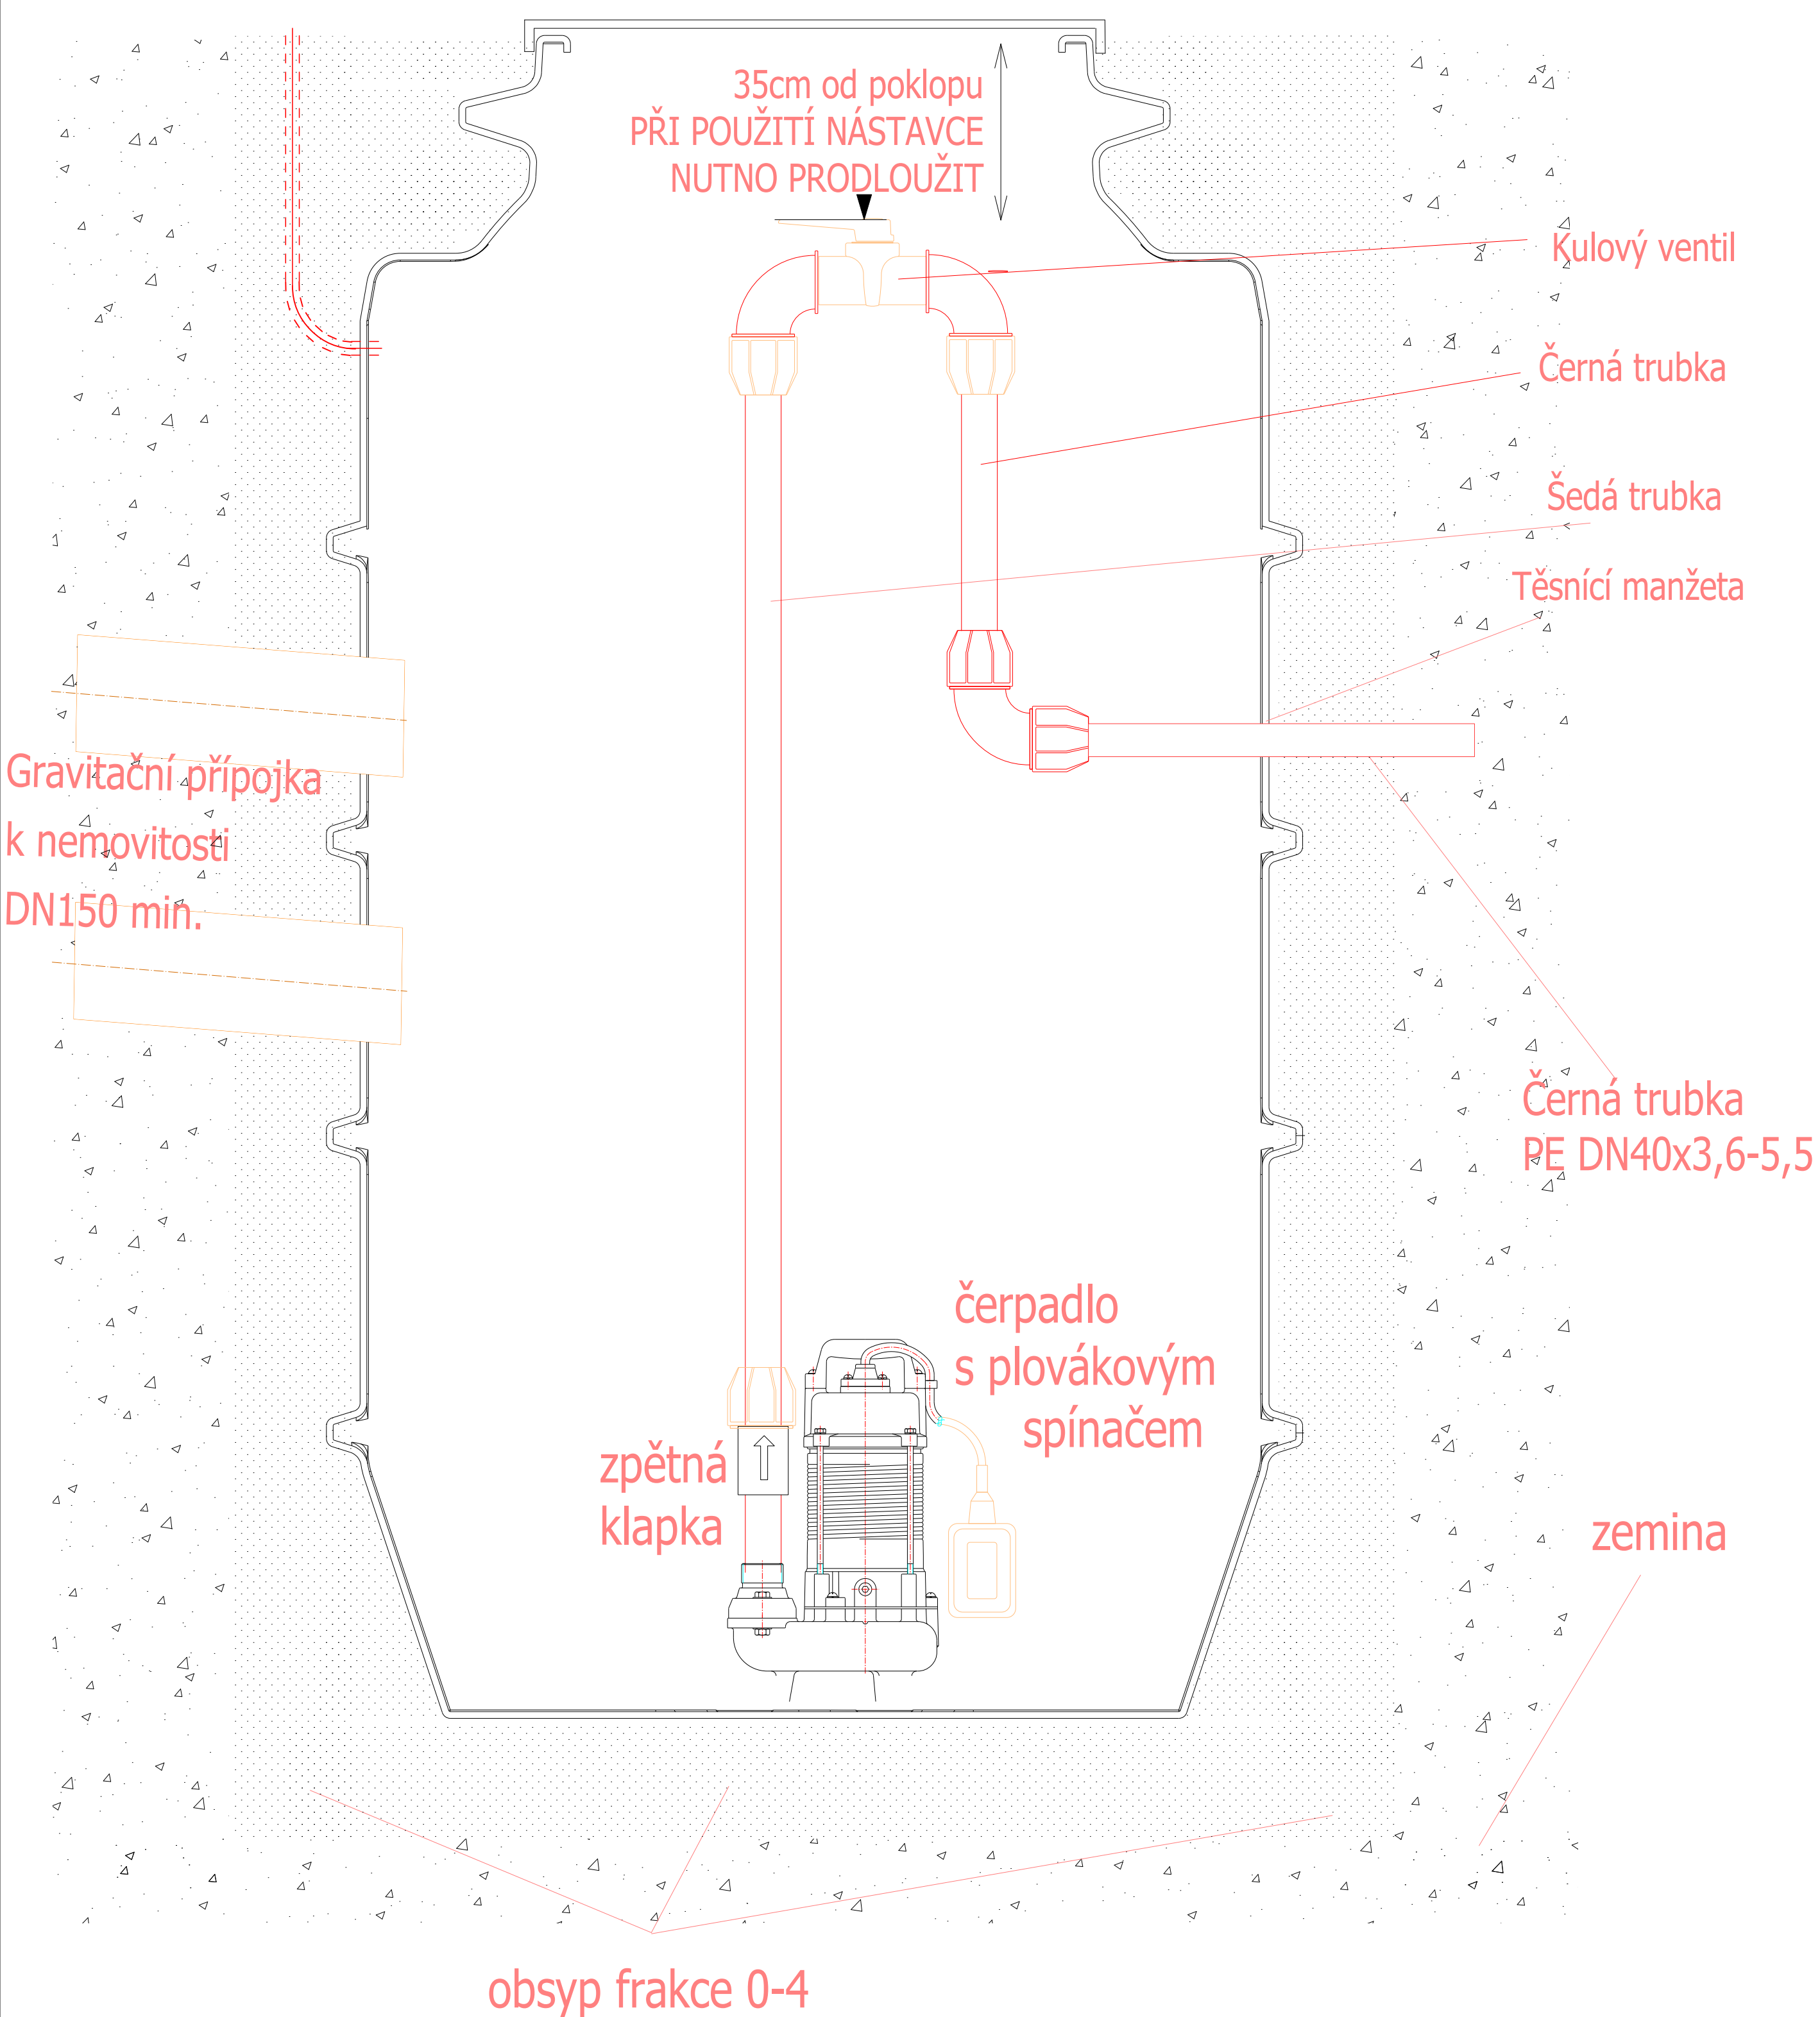 35cm od poklopu
PŘI POUŽITÍ NÁSTAVCE
NUTNO PRODLOUŽIT
Kulový ventil
Černá trubka
Šedá trubka
Těsnící manžeta
Gravitační přípojka
k nemovitosti
DN150 min.
Černá trubka
PE DN40x3,6-5,5
čerpadlo
s plovákovým
spínačem
zpětná
klapka
zemina
obsyp frakce 0-4